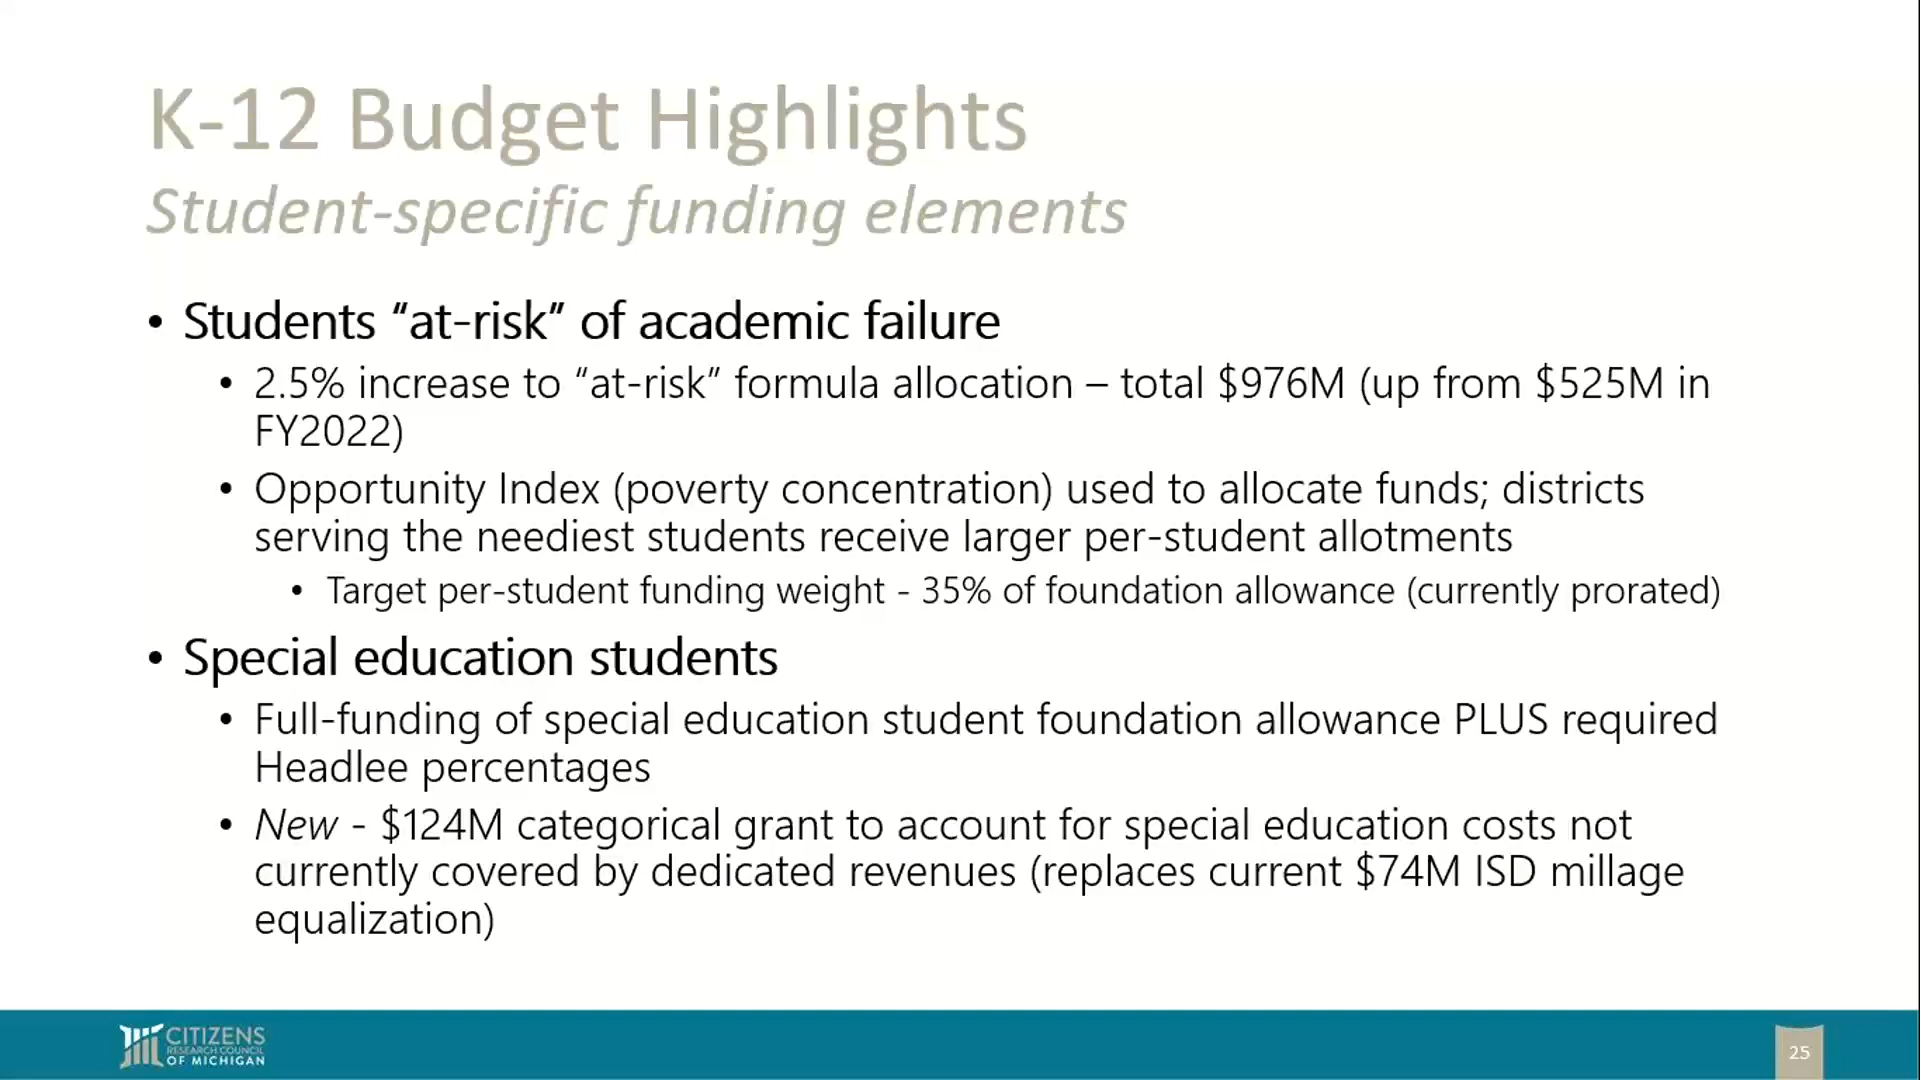 K-12 Budget Highlights
Student-specific funding elements
• Students “at-risk” of academic failure
• 2.5% increase to “at-risk” formula allocation – total $976M (up from $525M in
FY2022)
• Opportunity Index (poverty concentration) used to allocate funds; districts
serving the neediest students receive larger per-student allotments
• Target per-student funding weight - 35% of foundation allowance (currently prorated)
• Special education students
• Full-funding of special education student foundation allowance PLUS required
Headlee percentages
• New - $124M categorical grant to account for special education costs not
currently covered by dedicated revenues (replaces current $74M ISD millage
equalization)
CITIZENS
RESEARCH COUNCIL
OF MICHIGAN
25